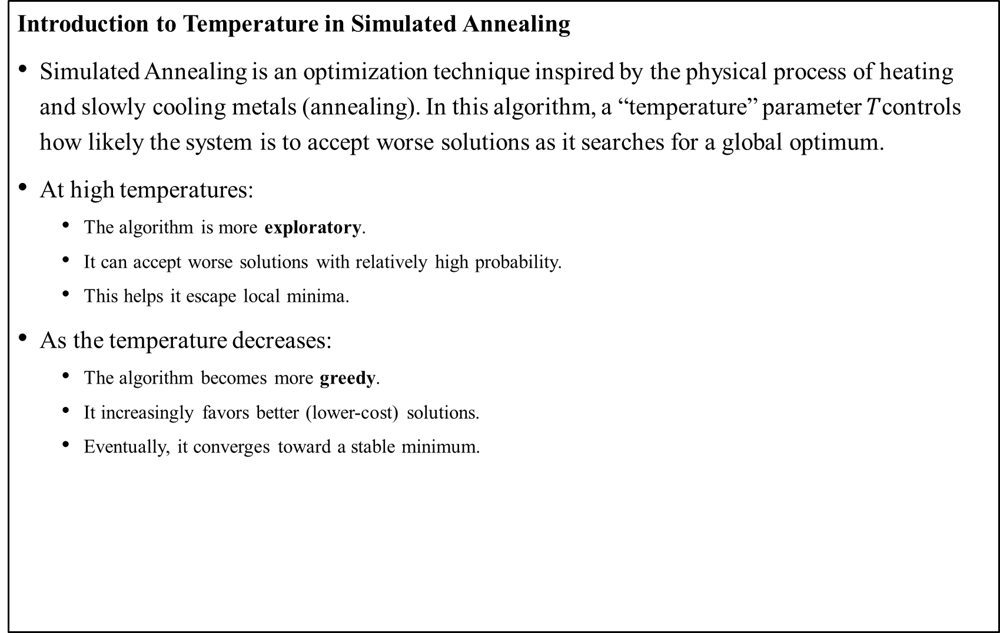 Introduction to Temperature in Simulated Annealing
• Simulated Annealing is an optimization technique inspired by the physical process of heating
and slowly cooling metals (annealing). In this algorithm, a “temperature” parameter T controls
how likely the system is to accept worse solutions as it searches for a global optimum.
• At high temperatures:
• The algorithm is more exploratory.
• It can accept worse solutions with relatively high probability.
• This helps it escape local minima.
• As the temperature decreases:
• The algorithm becomes more greedy.
• It increasingly favors better (lower-cost) solutions.
• Eventually, it converges toward a stable minimum.